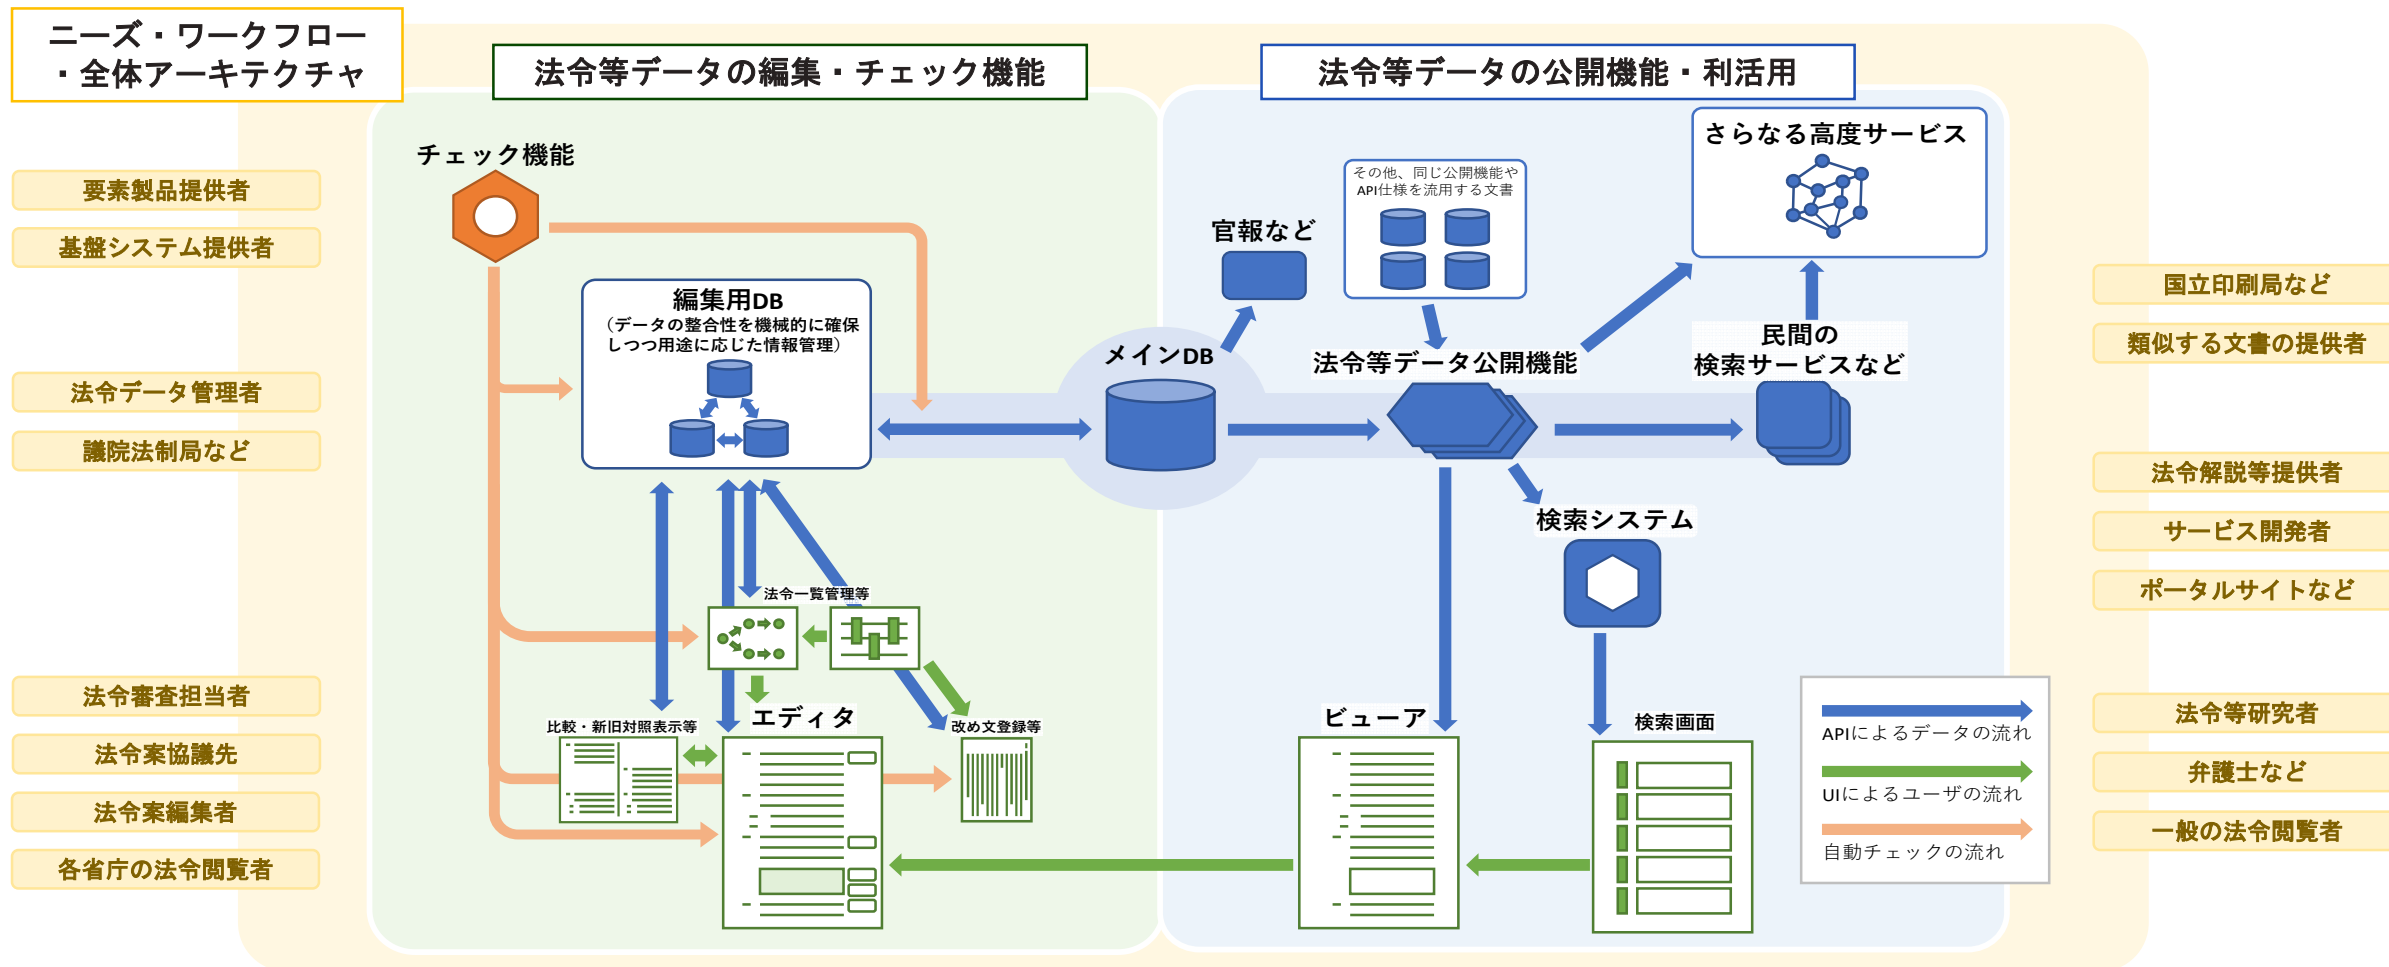 ニーズ・ワークフロー
・全体アーキテクチャ
法令等データの編集・チェック機能
法令等データの公開機能・利活用
要素製品提供者
基盤システム提供者
法令データ管理者
議院法制局など
法令審査担当者
法令案協議先
法令案編集者
各省庁の法令閲覧者
チェック機能
編集用DB
（データの整合性を機械的に確保
しつつ用途に応じた情報管理）
法令一覧管理等
比較・新旧対照表示等
エディタ
改め文登録等
メインDB
官報など
その他、同じ公開機能や
API仕様を流用する文書
法令等データ公開機能
さらなる高度サービス
民間の
検索サービスなど
検索システム
ビューア
検索画面
APIによるデータの流れ
UIによるユーザの流れ
自動チェックの流れ
国立印刷局など
類似する文書の提供者
法令解説等提供者
サービス開発者
ポータルサイトなど
法令等研究者
弁護士など
一般の法令閲覧者